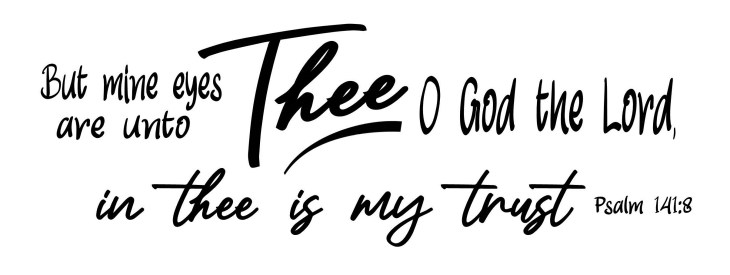 But mine eyes
are unto Thee O God the Lord,
in thee is my trust Psalm 141:8